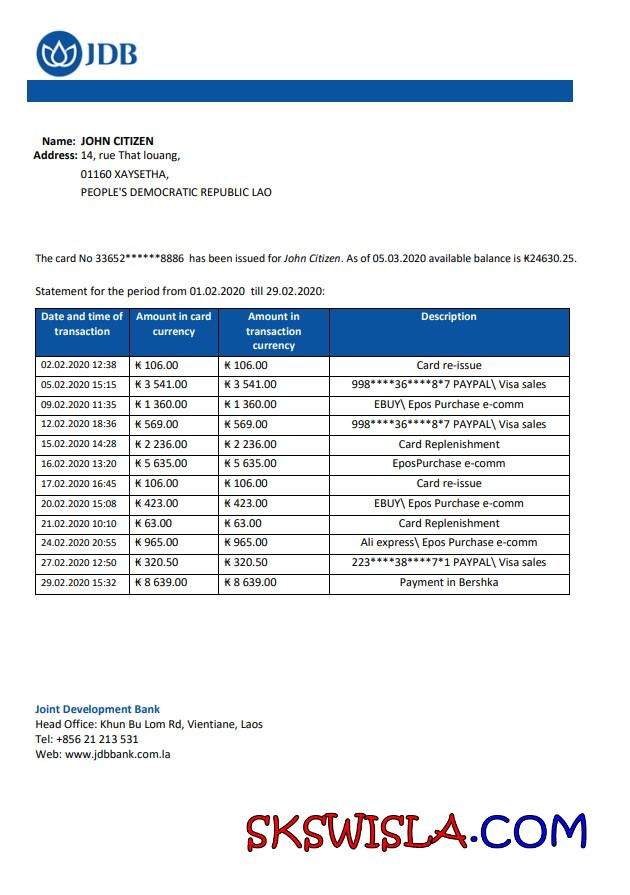 JDB
Name: JOHN CITIZEN
Address: 14, rue That louang,
01160 XAYSETHA,
PEOPLE'S DEMOCRATIC REPUBLIC LAO
The card No 33652******8886 has been issued for John Citizen. As of 05.03.2020 available balance is ₭24630.25.
Statement for the period from 01.02.2020 till 29.02.2020:
Date and time of transaction Amount in card currency Amount in transaction currency Description
02.02.2020 12:38 ₭ 106.00 ₭ 106.00 Card re-issue
05.02.2020 15:15 ₭ 3 541.00 ₭ 3 541.00 998****36****8*7 PAYPAL\ Visa sales
09.02.2020 11:35 ₭ 1 360.00 ₭ 1 360.00 EBUY\ Epos Purchase e-comm
12.02.2020 18:36 ₭ 569.00 ₭ 569.00 998****36****8*7 PAYPAL\ Visa sales
15.02.2020 14:28 ₭ 2 236.00 ₭ 2 236.00 Card Replenishment
16.02.2020 13:20 ₭ 5 635.00 ₭ 5 635.00 EposPurchase e-comm
17.02.2020 16:45 ₭ 106.00 ₭ 106.00 Card re-issue
20.02.2020 15:08 ₭ 423.00 ₭ 423.00 EBUY\ Epos Purchase e-comm
21.02.2020 10:10 ₭ 63.00 ₭ 63.00 Card Replenishment
24.02.2020 20:55 ₭ 965.00 ₭ 965.00 Ali express\ Epos Purchase e-comm
27.02.2020 12:50 ₭ 320.50 ₭ 320.50 223****38****7*1 PAYPAL\ Visa sales
29.02.2020 15:32 ₭ 8 639.00 ₭ 8 639.00 Payment in Bershka
Joint Development Bank
Head Office: Khun Bu Lom Rd, Vientiane, Laos
Tel: +856 21 213 531
Web: www.jdbbank.com.la
SKSWISLA.COM